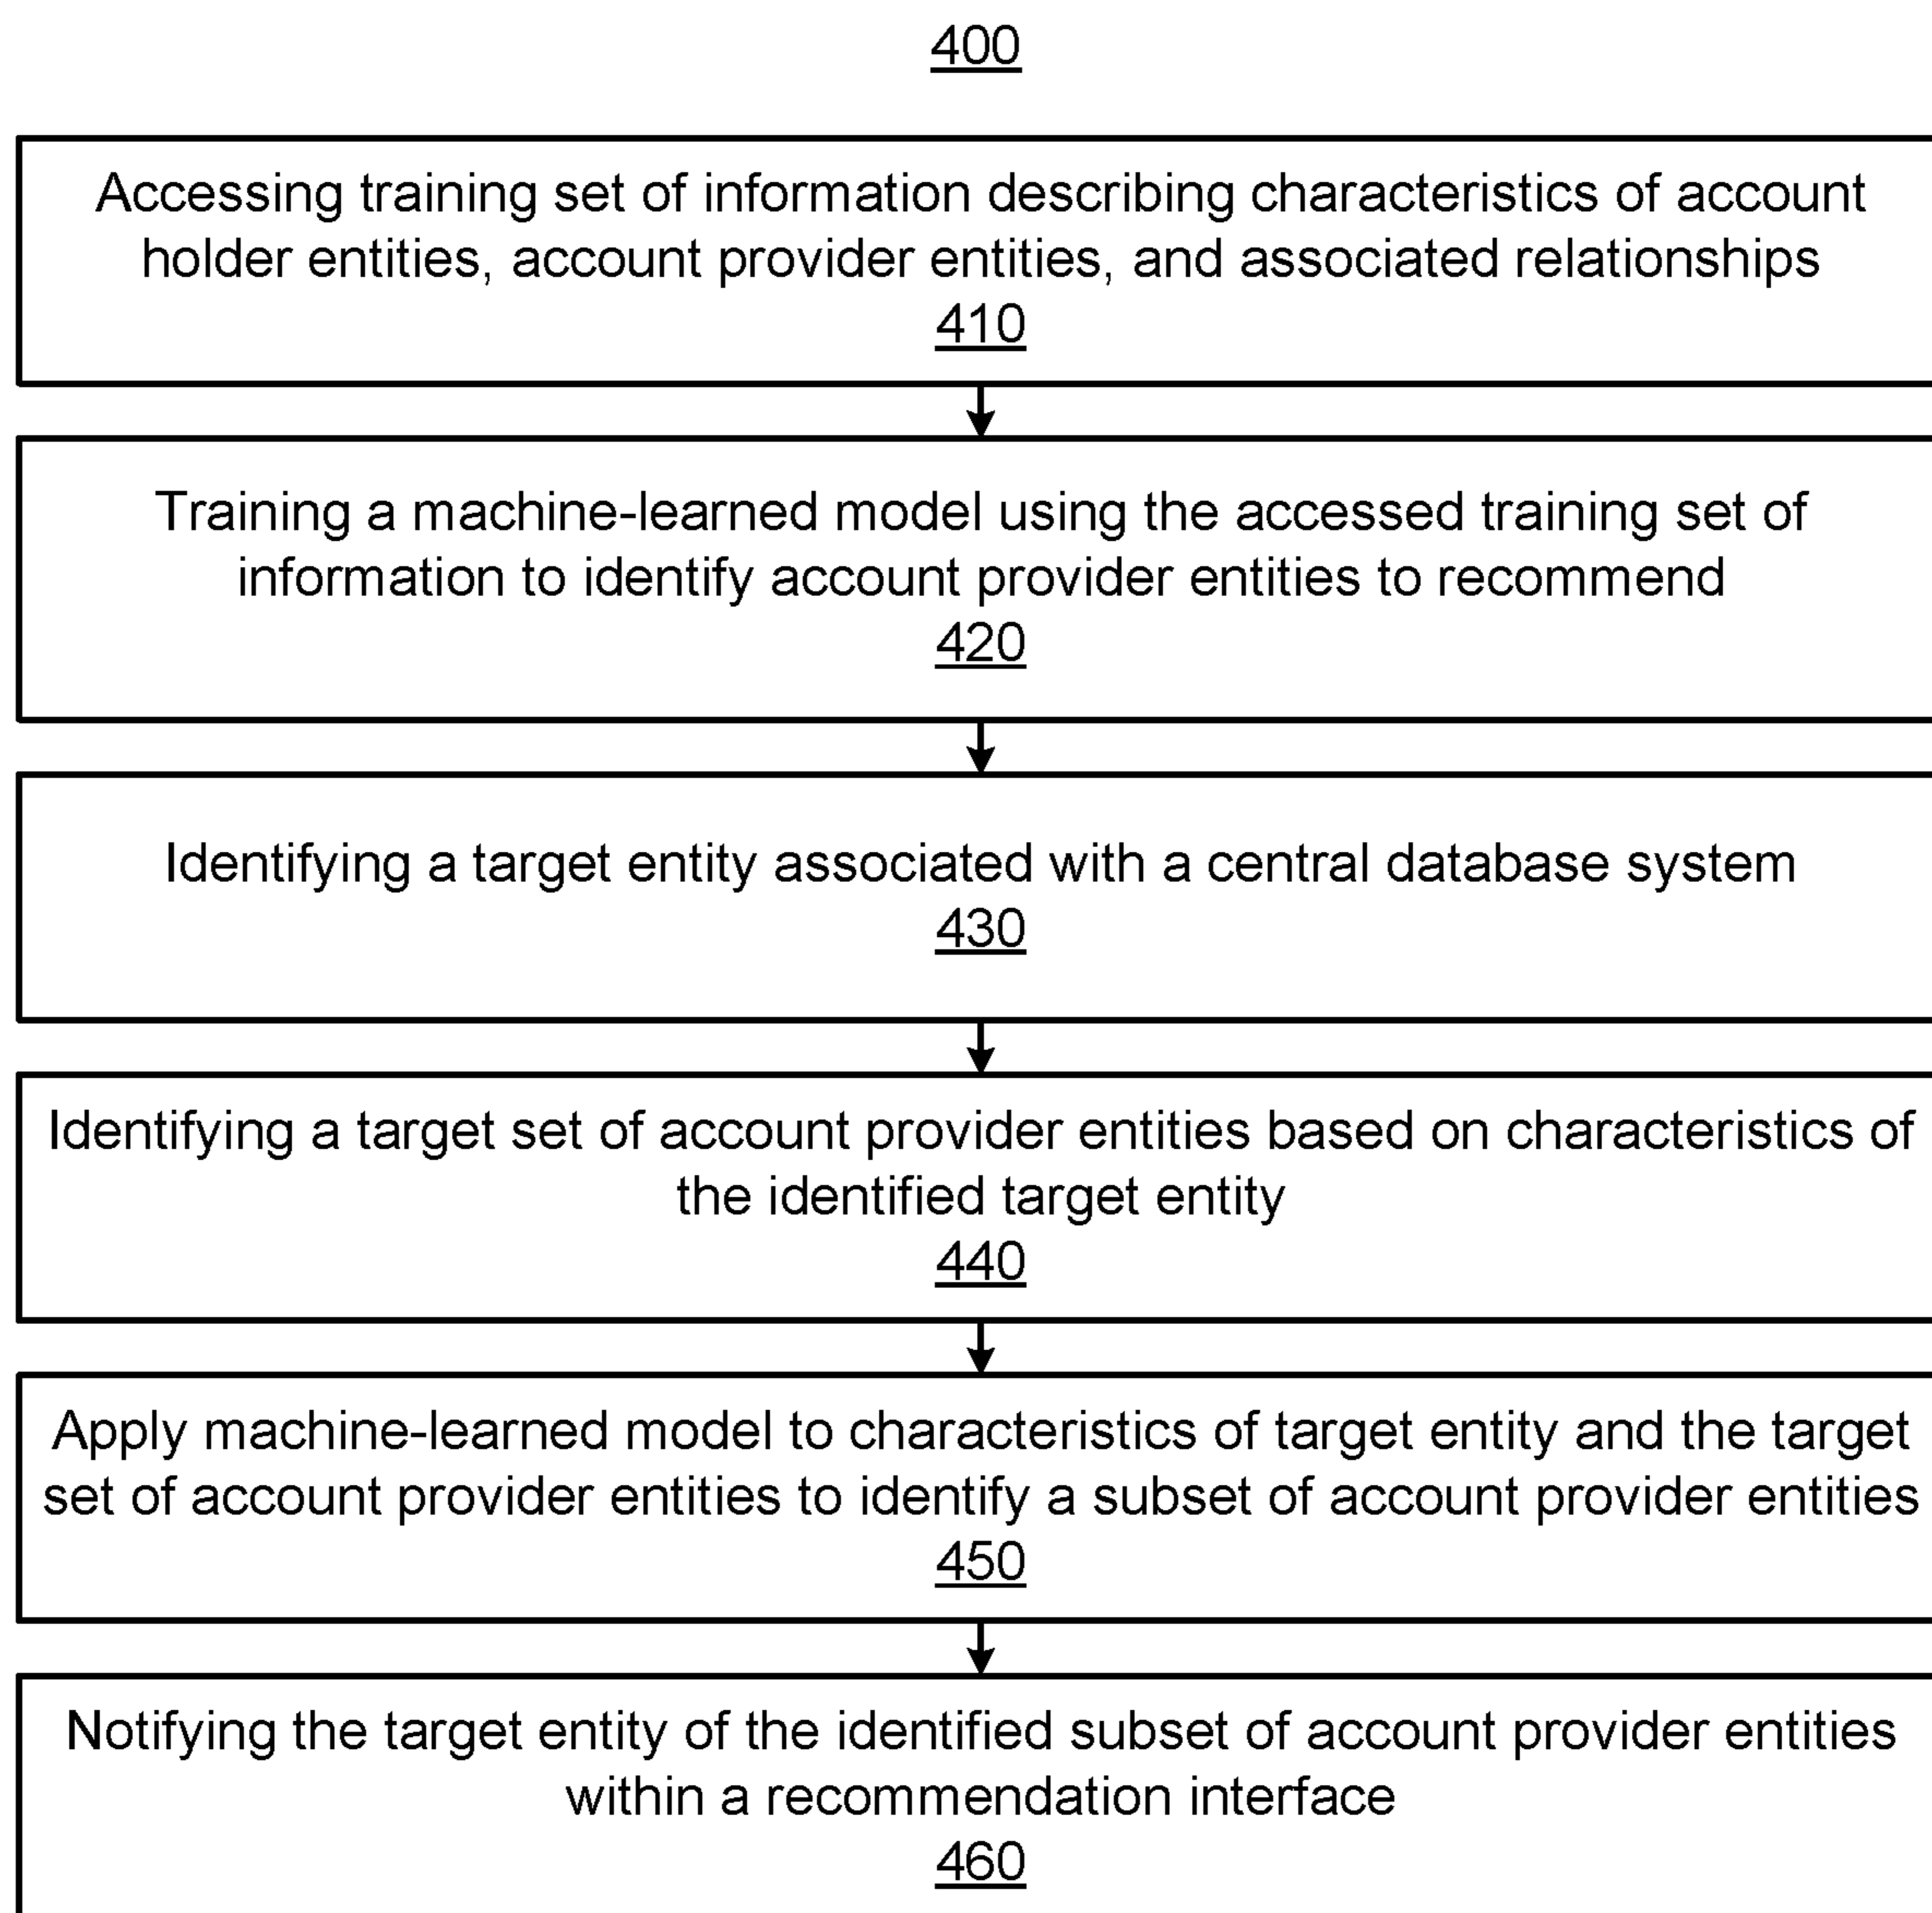 400
Accessing training set of information describing characteristics of account
holder entities, account provider entities, and associated relationships
410
Training a machine-learned model using the accessed training set of
information to identify account provider entities to recommend
420
Identifying a target entity associated with a central database system
430
Identifying a target set of account provider entities based on characteristics of
the identified target entity
440
Apply machine-learned model to characteristics of target entity and the target
set of account provider entities to identify a subset of account provider entities
450
Notifying the target entity of the identified subset of account provider entities
within a recommendation interface
460